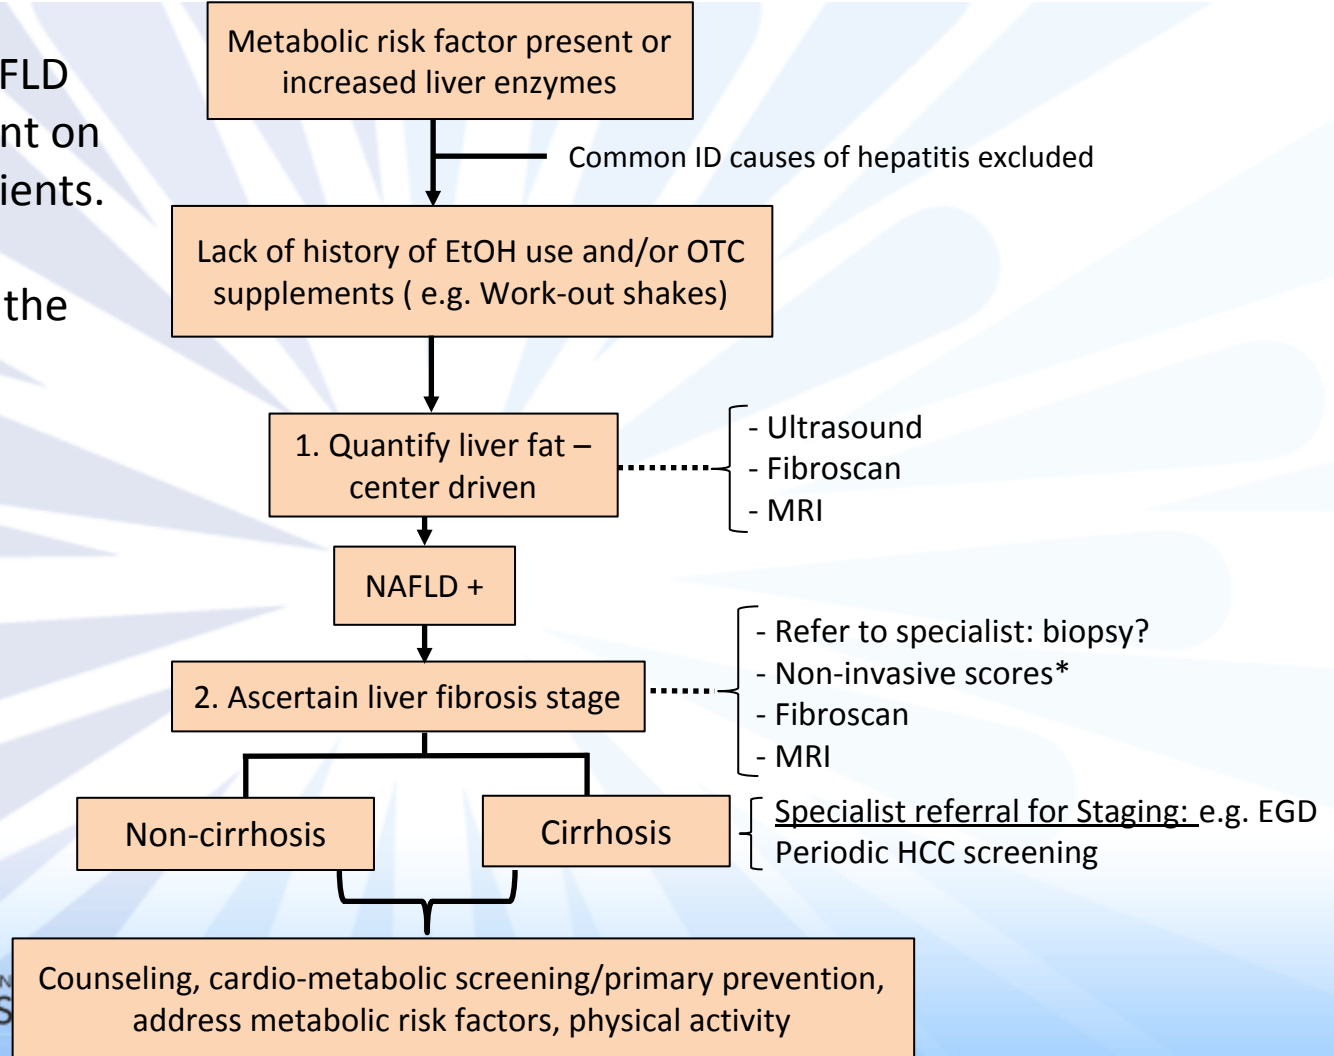 Metabolic risk factor present or
increased liver enzymes
FLD
nt on
ients.
the
Common ID causes of hepatitis excluded
Lack of history of EtOH use and/or OTC
supplements ( e.g. Work-out shakes)
1. Quantify liver fat –
center driven
- Ultrasound
- Fibroscan
- MRI
NAFLD +
2. Ascertain liver fibrosis stage
- Refer to specialist: biopsy?
- Non-invasive scores*
- Fibroscan
- MRI
Non-cirrhosis
Cirrhosis
Specialist referral for Staging: e.g. EGD
Periodic HCC screening
Counseling, cardio-metabolic screening/primary prevention,
address metabolic risk factors, physical activity